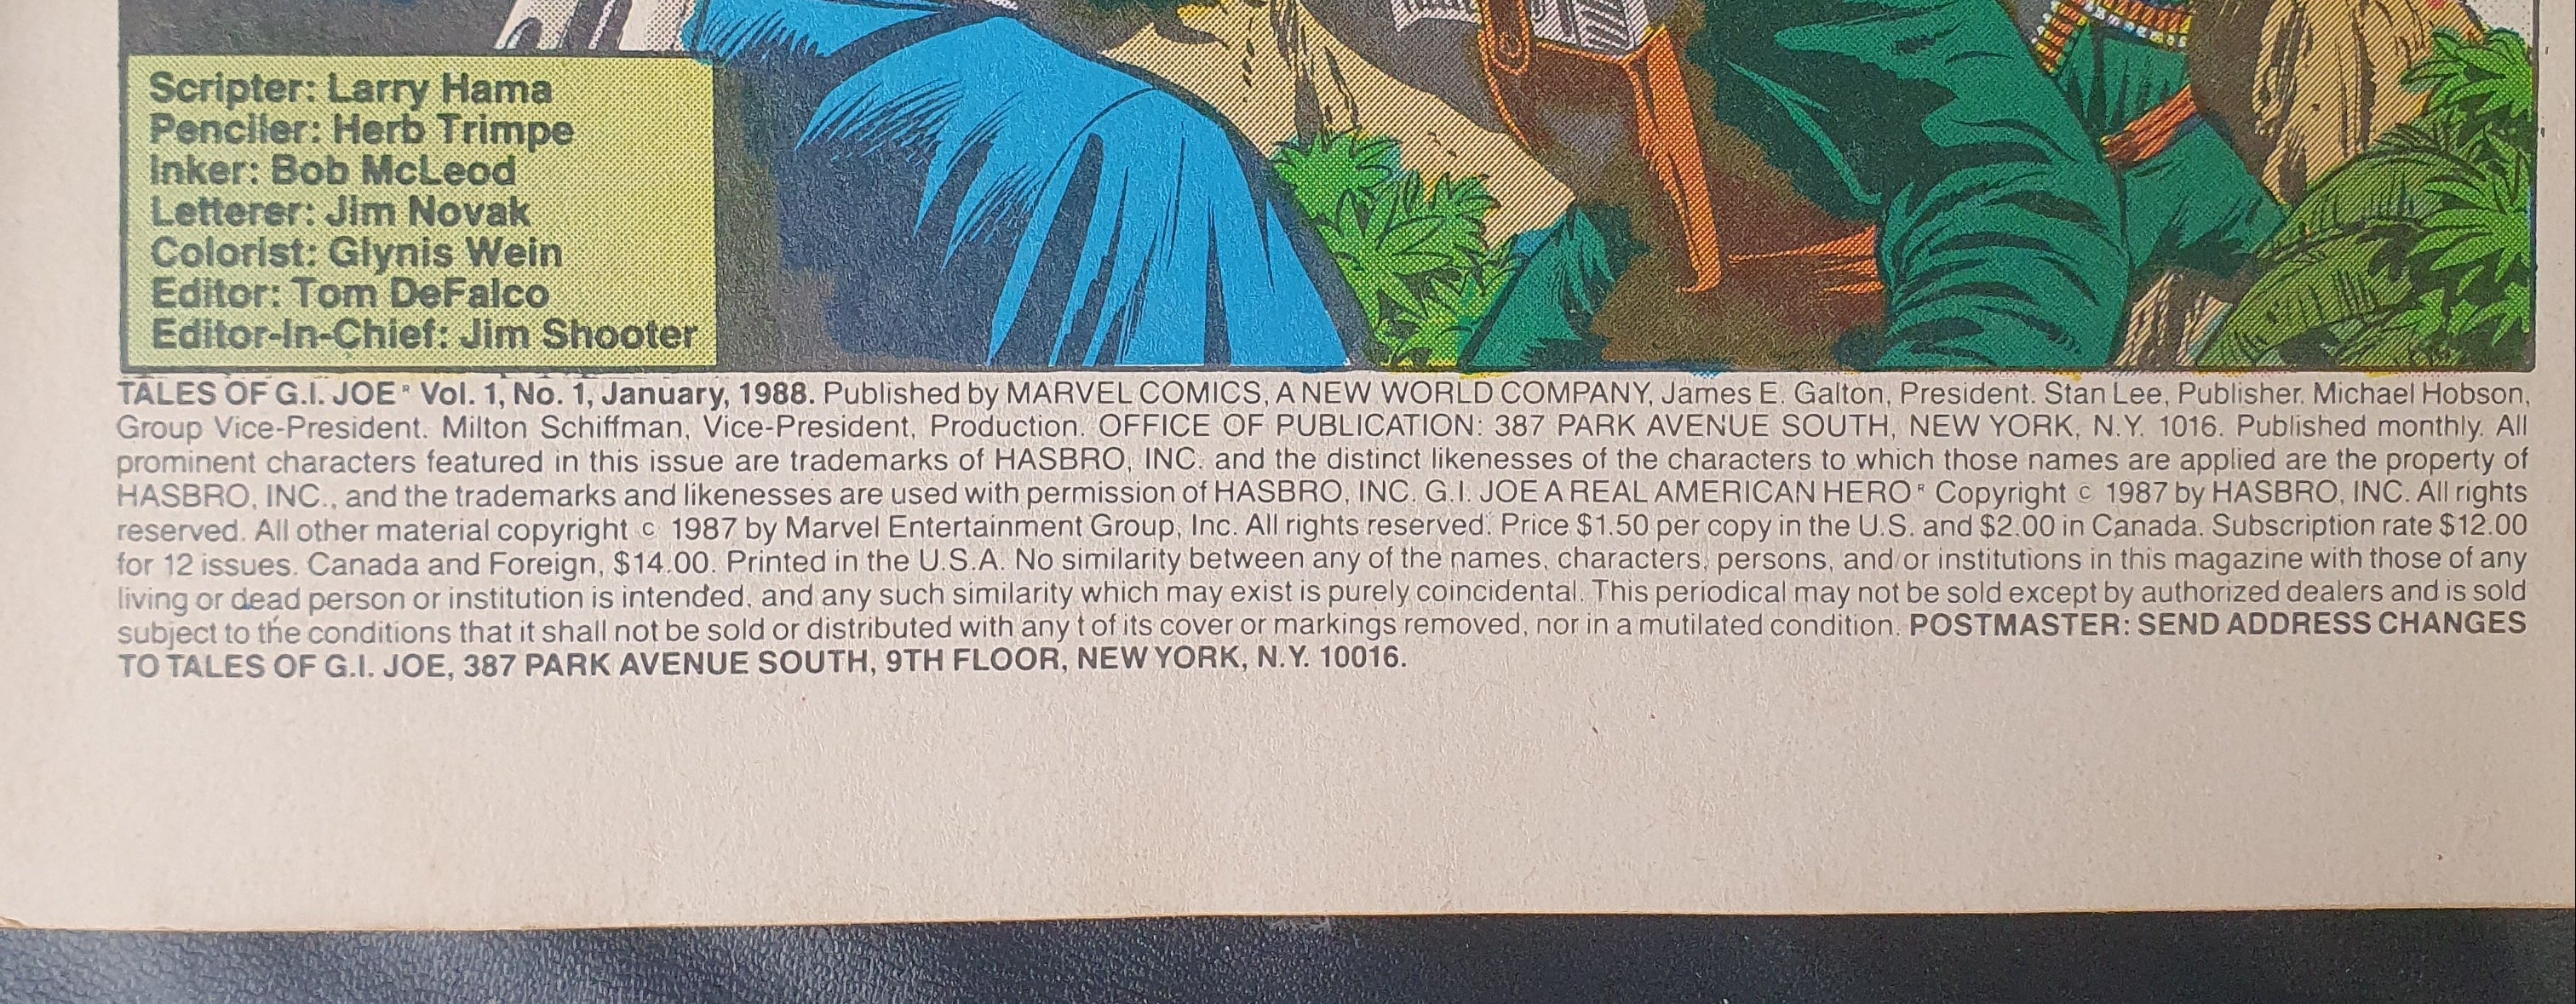 Scripter: Larry Hama
Penciler: Herb Trimpe
Inker: Bob McLeod
Letterer: Jim Novak
Colorist: Glynis Wein
Editor: Tom DeFalco
Editor-In-Chief: Jim Shooter
TALES OF G.I. JOE ® Vol. 1, No. 1, January, 1988. Published by MARVEL COMICS, A NEW WORLD COMPANY, James E. Galton, President. Stan Lee, Publisher. Michael Hobson,
Group Vice-President. Milton Schiffman, Vice-President, Production. OFFICE OF PUBLICATION: 387 PARK AVENUE SOUTH, NEW YORK, N.Y. 1016. Published monthly. All
prominent characters featured in this issue are trademarks of HASBRO, INC. and the distinct likenesses of the characters to which those names are applied are the property of
HASBRO, INC., and the trademarks and likenesses are used with permission of HASBRO, INC. G.I. JOE A REAL AMERICAN HERO ® Copyright © 1987 by HASBRO, INC. All rights
reserved. All other material copyright © 1987 by Marvel Entertainment Group, Inc. All rights reserved. Price $1.50 per copy in the U.S. and $2.00 in Canada. Subscription rate $12.00
for 12 issues. Canada and Foreign, $14.00. Printed in the U.S.A. No similarity between any of the names, characters, persons, and/or institutions in this magazine with those of any
living or dead person or institution is intended, and any such similarity which may exist is purely coincidental. This periodical may not be sold except by authorized dealers and is sold
subject to the conditions that it shall not be sold or distributed with any t of its cover or markings removed, nor in a mutilated condition. POSTMASTER: SEND ADDRESS CHANGES
TO TALES OF G.I. JOE, 387 PARK AVENUE SOUTH, 9TH FLOOR, NEW YORK, N.Y. 10016.